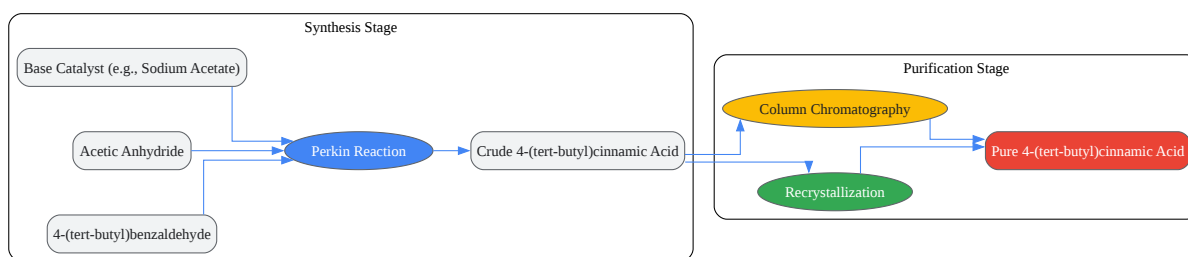 Synthesis Stage
Base Catalyst (e.g., Sodium Acetate)
Acetic Anhydride
4-(tert-butyl)benzaldehyde
Perkin Reaction
Crude 4-(tert-butyl)cinnamic Acid
Purification Stage
Column Chromatography
Recrystallization
Pure 4-(tert-butyl)cinnamic Acid